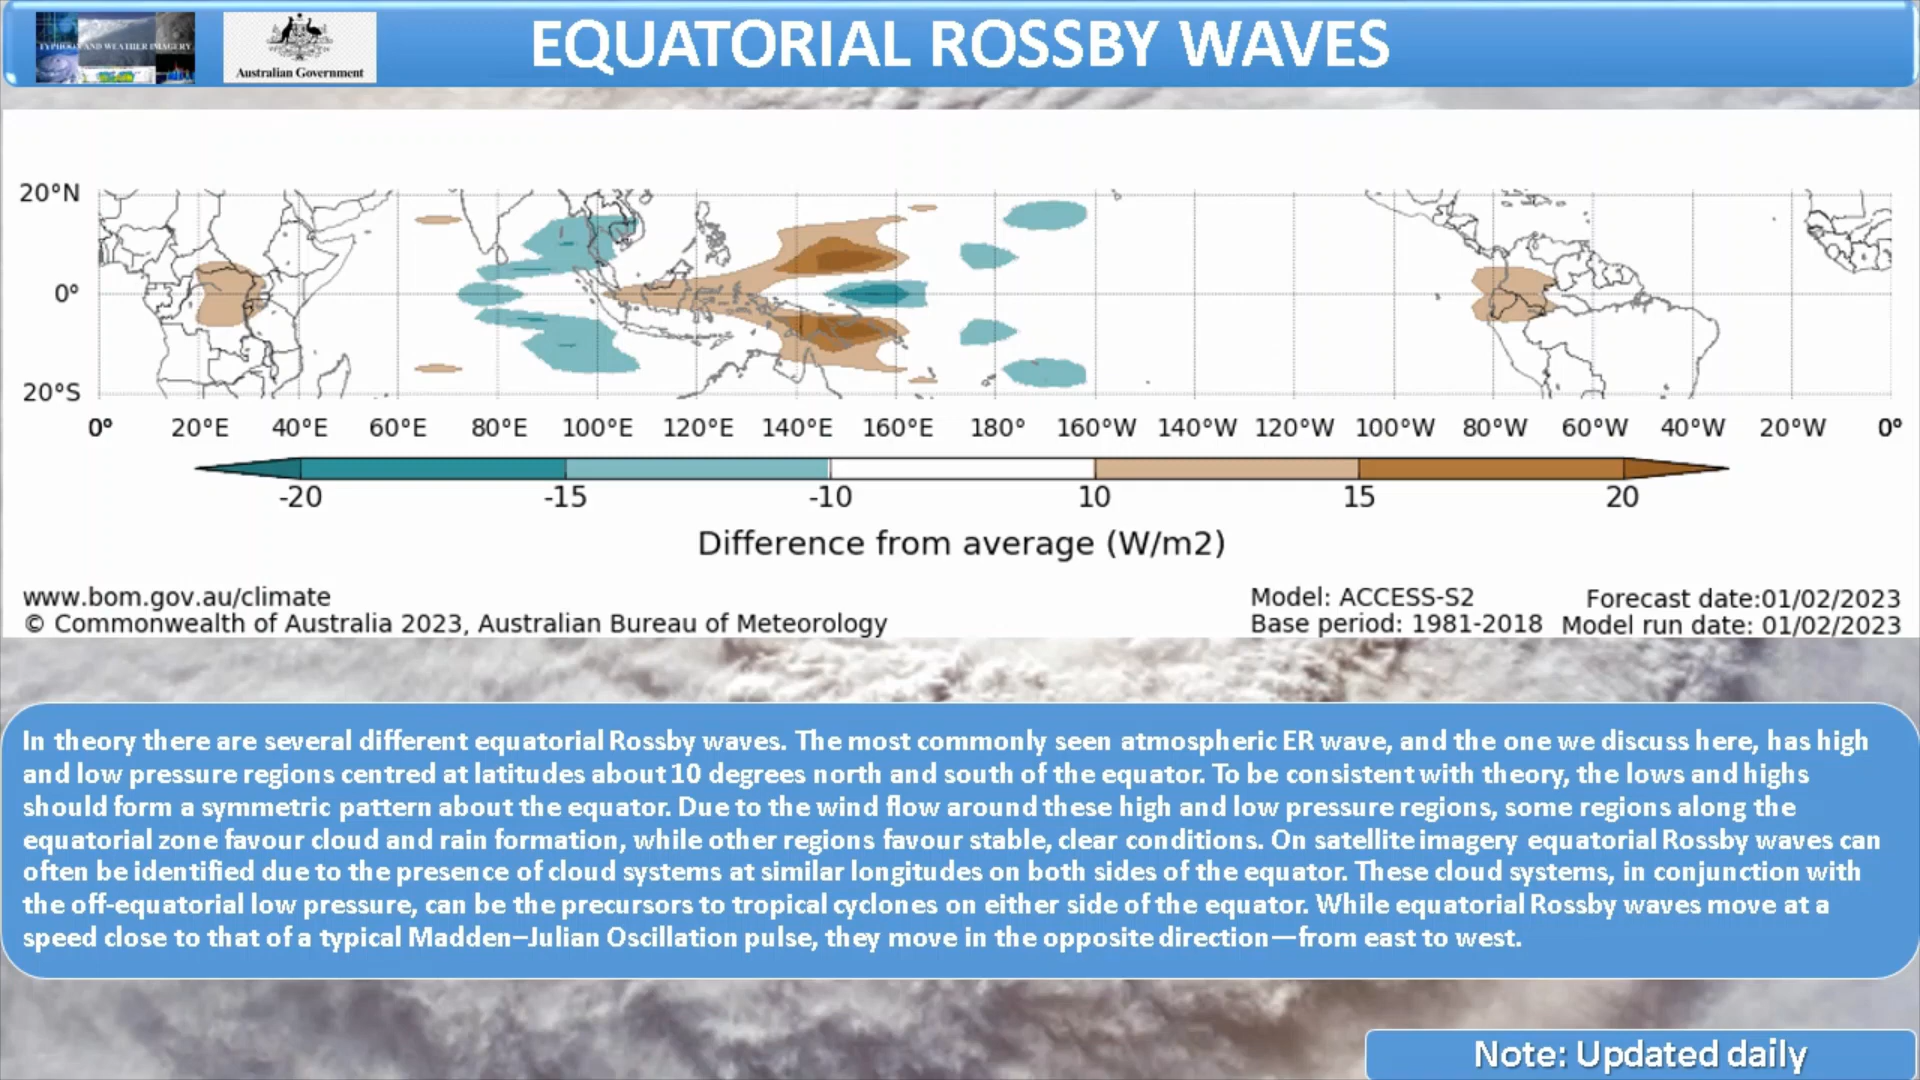 TYPHOON AND WEATHER IMAGERY
Australian Government
EQUATORIAL ROSSBY WAVES
20°N
0°
20°S
0° 20°E 40°E 60°E 80°E 100°E 120°E 140°E 160°E 180° 160°W 140°W 120°W 100°W 80°W 60°W 40°W 20°W 0°
-20 -15 -10 10 15 20
Difference from average (W/m2)
www.bom.gov.au/climate
© Commonwealth of Australia 2023, Australian Bureau of Meteorology
Model: ACCESS-S2
Base period: 1981-2018
Forecast date:01/02/2023
Model run date: 01/02/2023
In theory there are several different equatorial Rossby waves. The most commonly seen atmospheric ER wave, and the one we discuss here, has high
and low pressure regions centred at latitudes about 10 degrees north and south of the equator. To be consistent with theory, the lows and highs
should form a symmetric pattern about the equator. Due to the wind flow around these high and low pressure regions, some regions along the
equatorial zone favour cloud and rain formation, while other regions favour stable, clear conditions. On satellite imagery equatorial Rossby waves can
often be identified due to the presence of cloud systems at similar longitudes on both sides of the equator. These cloud systems, in conjunction with
the off-equatorial low pressure, can be the precursors to tropical cyclones on either side of the equator. While equatorial Rossby waves move at a
speed close to that of a typical Madden–Julian Oscillation pulse, they move in the opposite direction—from east to west.
Note: Updated daily